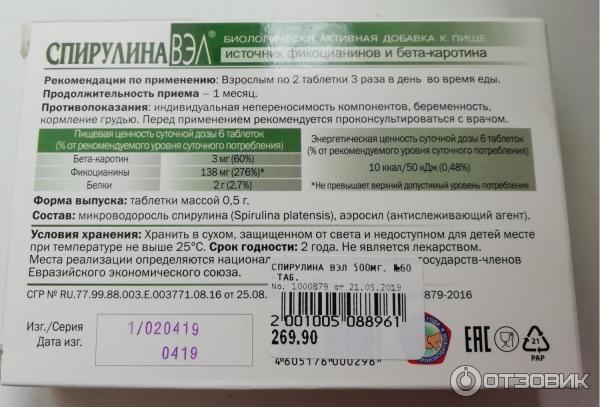 СПИРУЛИНАВЭЛ®
БИОЛОГИЧЕСКИ АКТИВНАЯ ДОБАВКА К ПИЩЕ
ИСТОЧНИК ФИКОЦИАНИНОВ И БЕТА-КАРОТИНА
Рекомендации по применению: Взрослым по 2 таблетки 3 раза в день во время еды.
Продолжительность приема – 1 месяц.
Противопоказания: индивидуальная непереносимость компонентов, беременность,
кормление грудью. Перед применением рекомендуется проконсультироваться с врачом.
Пищевая ценность суточной дозы 6 таблеток
(% от рекомендуемого уровня суточного потребления)
Бета-каротин 3 мг (60%)
Фикоцианины 138 мг (276%)*
Белки 2 г (2,7%)
Энергетическая ценность суточной дозы 6 таблеток
(% от рекомендуемого уровня суточного потребления)
10 ккал/50 кДж (0,48%)
*Не превышает верхний допустимый уровень потребления
Форма выпуска: таблетки массой 0,5 г.
Состав: микроводоросль спирулина (Spirulina platensis), аэросил (антислеживающий агент).
Условия хранения: Хранить в сухом, защищенном от света и недоступном для детей месте
при температуре не выше 25°С. Срок годности: 2 года. Не является лекарством.
Места реализации определяются национал государств-членов
Евразийского экономического союза.
СГР № RU.77.99.88.003.Е.003771.08.16 от 25.08. 879-2016
СПИРУЛИНА ВЭЛ 500МГ. №60
ТАБ.
No. 1000879 от 21.05.2019
2 001005 088961
269.90
4 605176 000296
Изг./Серия 1/020419
Дата изг. 0419
ЕАС
21
PAP
ОТЗОВИК